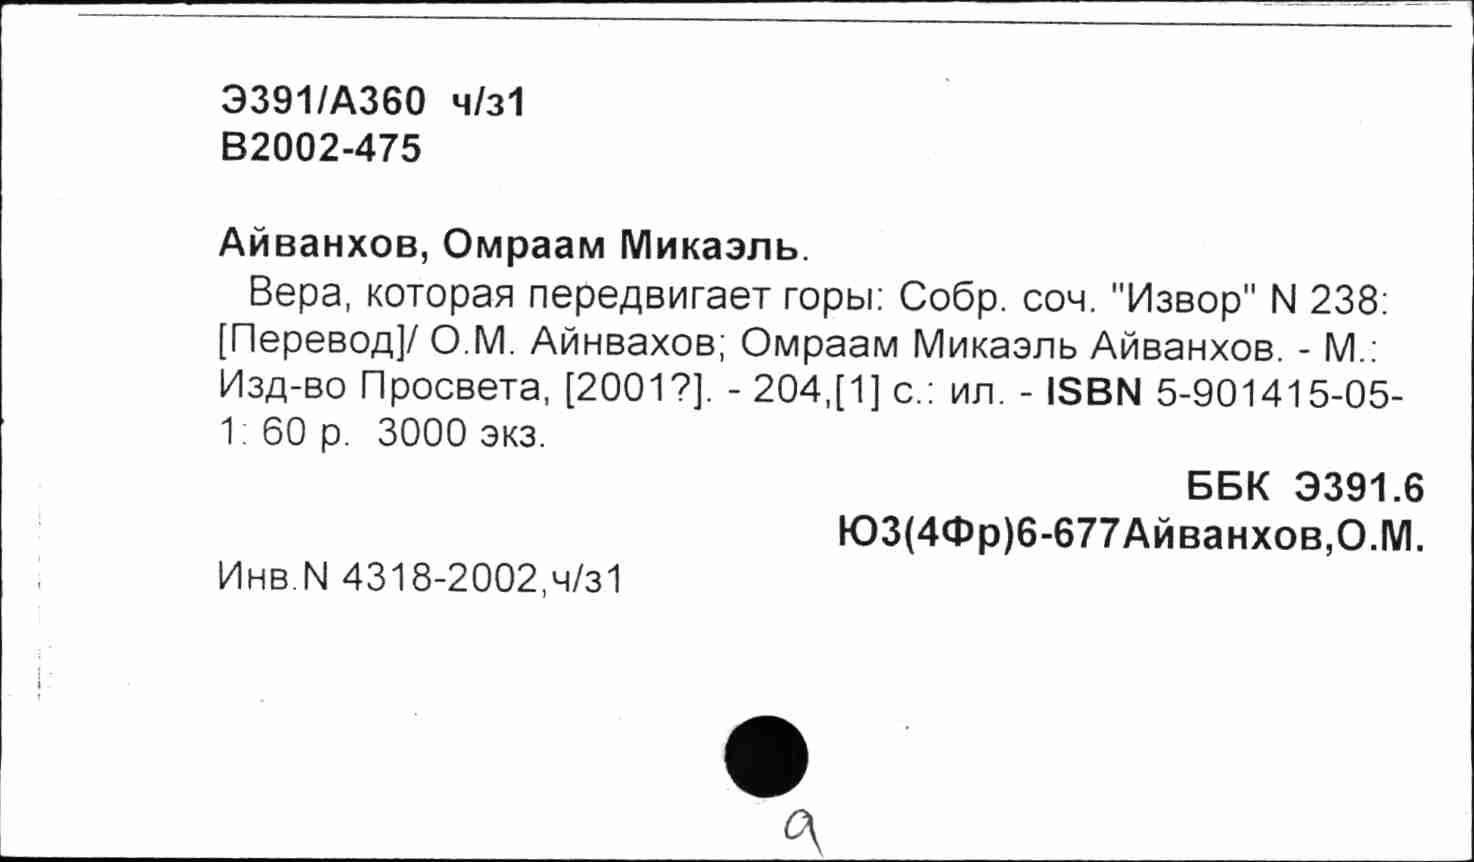 Э391/А360 ч/з1
В2002-475
Айванхов, Омраам Микаэль.
Вера, которая передвигает горы: Собр. соч. "Извор" N 238:
[Перевод]/ О.М. Айнвахов; Омраам Микаэль Айванхов. - М.:
Изд-во Просвета, [2001?]. - 204,[1] с.: ил. - ISBN 5-901415-05-
1: 60 р. 3000 экз.
ББК Э391.6
Ю3(4Фр)6-677Айванхов,О.М.
Инв.N 4318-2002,ч/з1